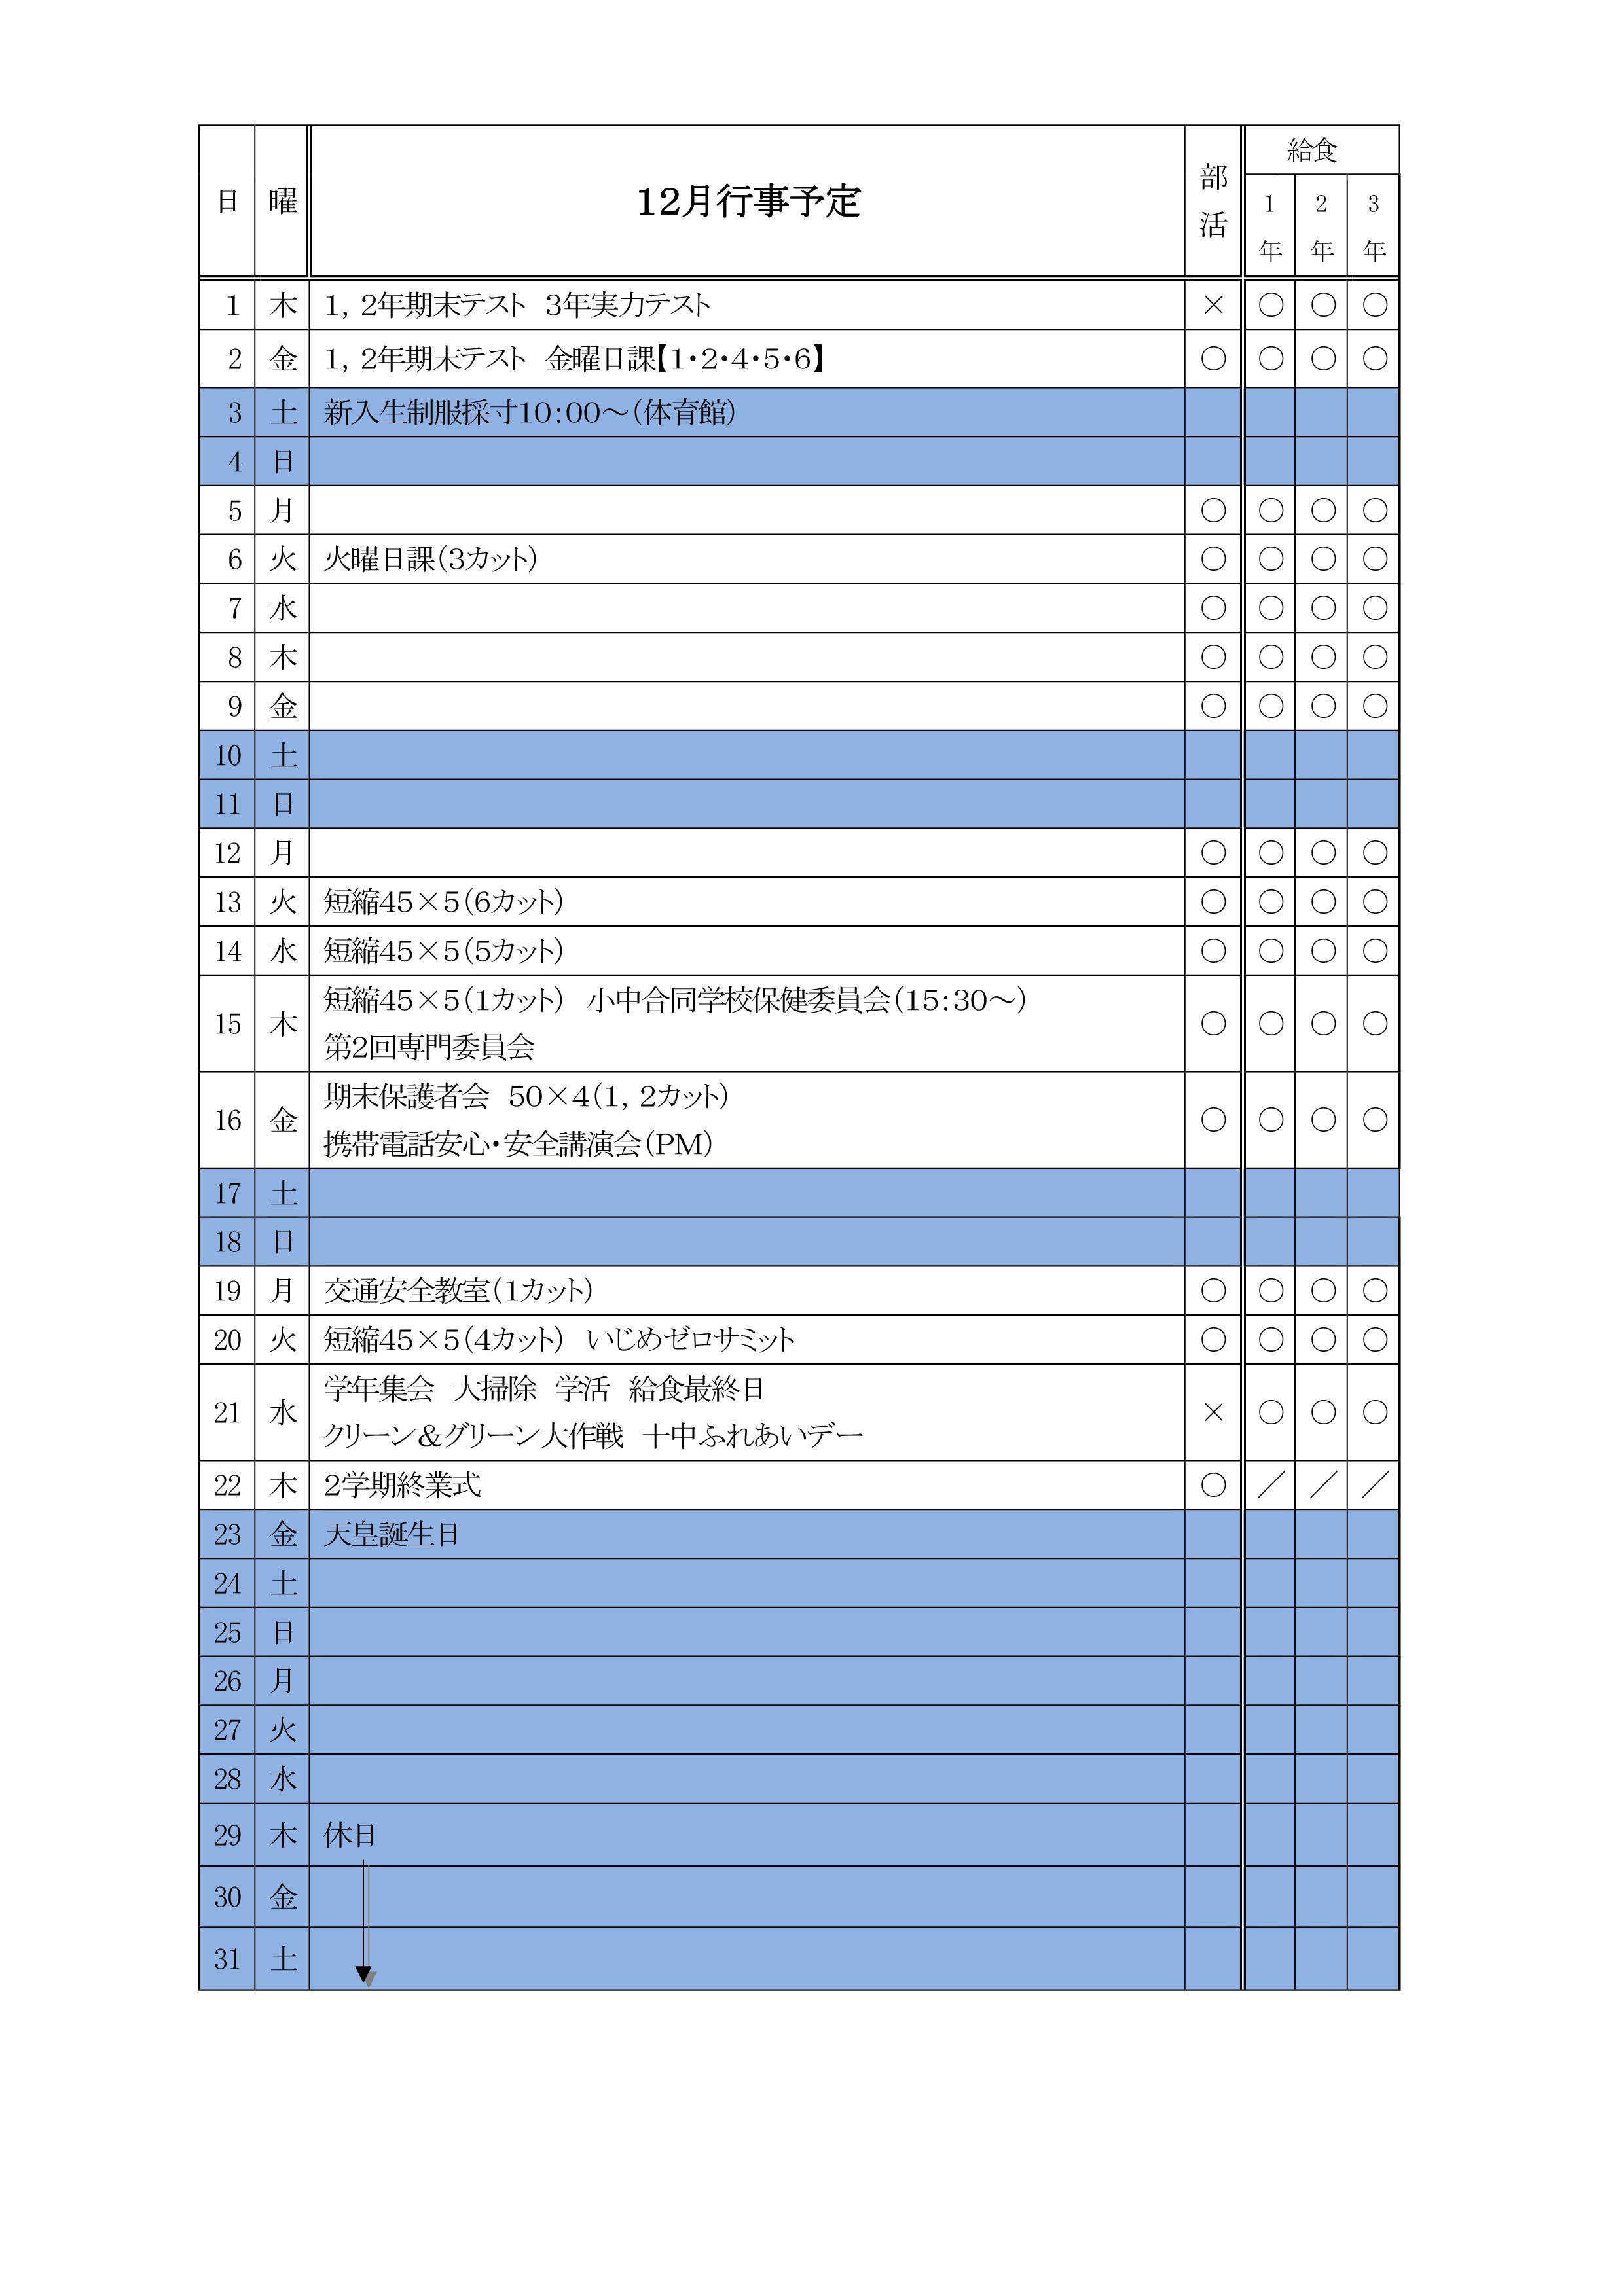 日 曜 12月行事予定 部活 給食
1年 2年 3年
1 木 1，2年期末テスト 3年実力テスト × ○ ○ ○
2 金 1，2年期末テスト 金曜日課【1・2・4・5・6】 ○ ○ ○ ○
3 土 新入生制服採寸10：00～（体育館）
4 日
5 月 ○ ○ ○ ○
6 火 火曜日課（3カット） ○ ○ ○ ○
7 水 ○ ○ ○ ○
8 木 ○ ○ ○ ○
9 金 ○ ○ ○ ○
10 土
11 日
12 月 ○ ○ ○ ○
13 火 短縮45×5（6カット） ○ ○ ○ ○
14 水 短縮45×5（5カット） ○ ○ ○ ○
15 木 短縮45×5（1カット） 小中合同学校保健委員会（15：30～）
第2回専門委員会 ○ ○ ○ ○
16 金 期末保護者会 50×4（1，2カット）
携帯電話安心・安全講演会（PM） ○ ○ ○ ○
17 土
18 日
19 月 交通安全教室（1カット） ○ ○ ○ ○
20 火 短縮45×5（4カット） いじめゼロサミット ○ ○ ○ ○
21 水 学年集会 大掃除 学活 給食最終日
クリーン＆グリーン大作戦 十中ふれあいデー × ○ ○ ○
22 木 2学期終業式 ○ ／ ／ ／
23 金 天皇誕生日
24 土
25 日
26 月
27 火
28 水
29 木 休日
30 金
31 土